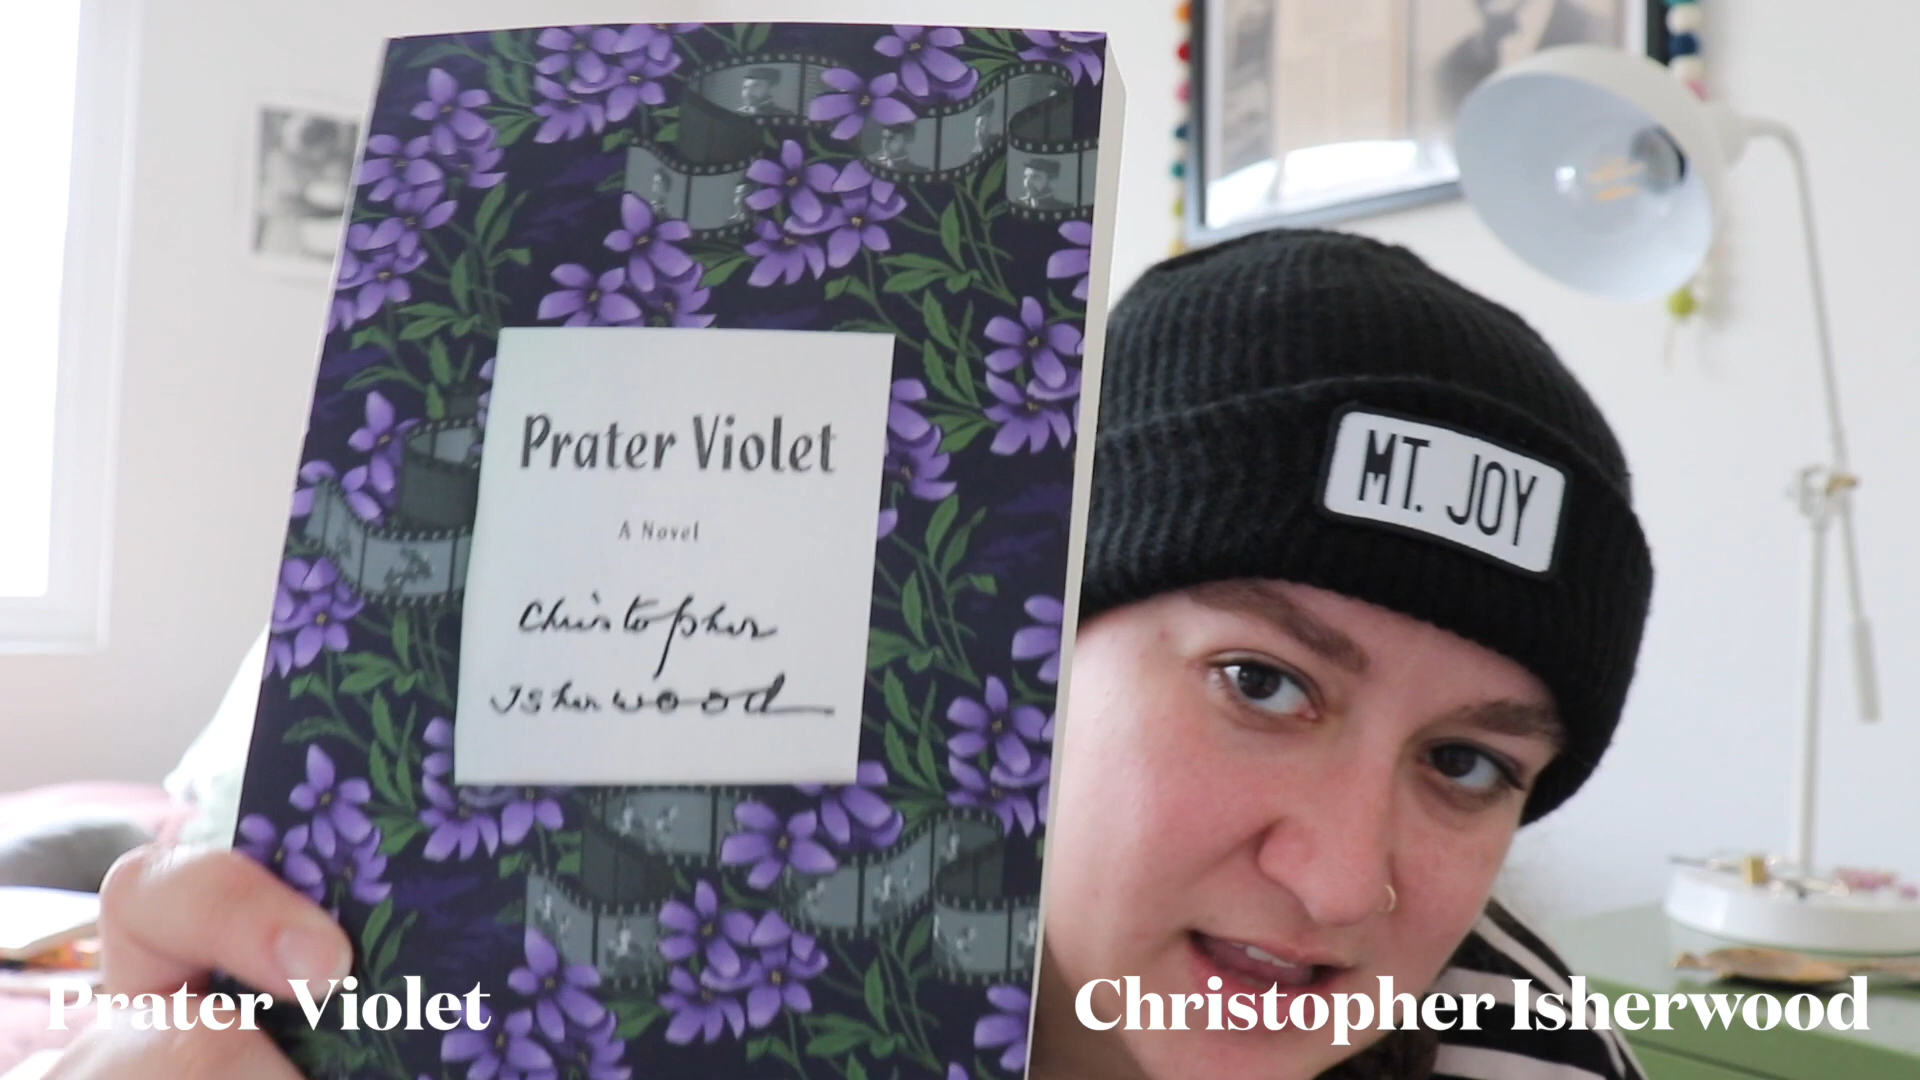 Prater Violet
A Novel
Christopher
Isherwood
MT. JOY
Prater Violet
Christopher Isherwood